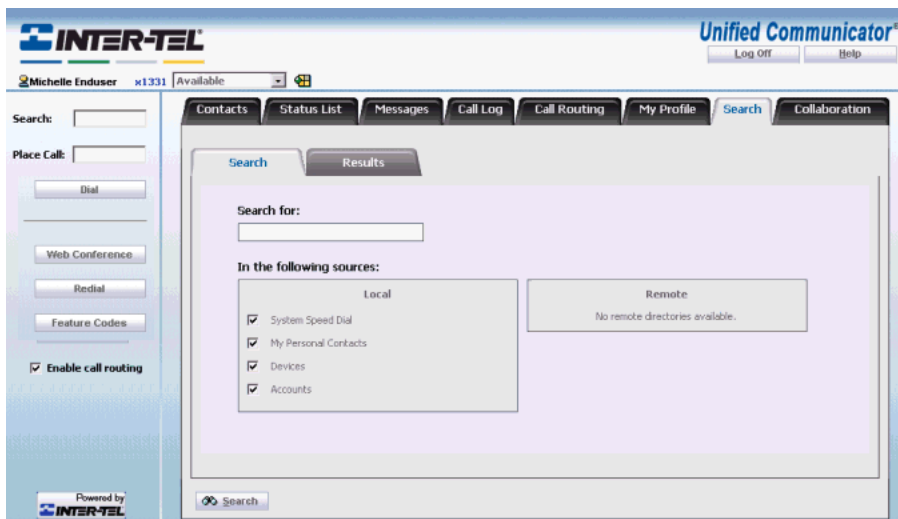 INTER-TEL
Unified Communicator®
Log Off Help
Michelle Enduser x1331 Available
Contacts Status List Messages Call Log Call Routing My Profile Search Collaboration
Search:
Place Call:
Dial
Web Conference
Redial
Feature Codes
Enable call routing
Powered by
INTER-TEL
Search Results
Search for:
In the following sources:
Local
System Speed Dial
My Personal Contacts
Devices
Accounts
Remote
No remote directories available.
Search